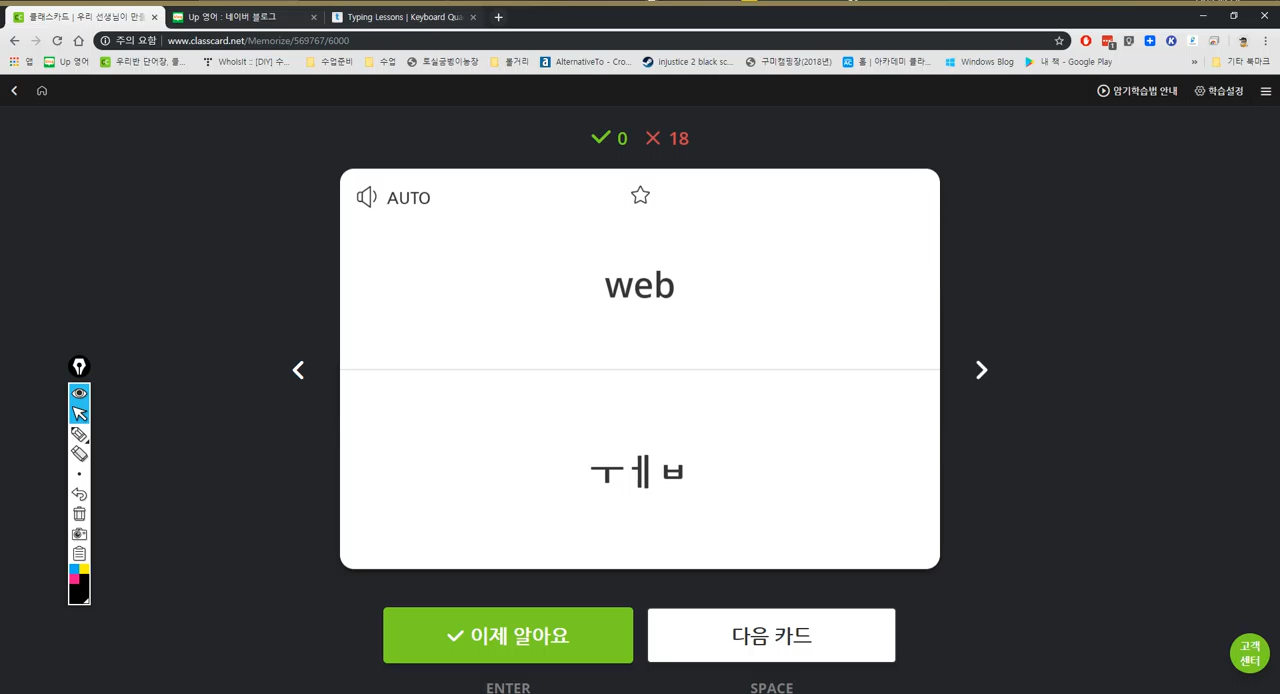 클래스카드 | 우리 선생님이 만들
Up 영어 : 네이버 블로그
Typing Lessons | Keyboard Qua
주의 요함 | www.classcard.net/Memorize/569767/6000
앱
Up 영어
우리반 단어장, 클...
WhoIsIt :: [DIY] 수...
수업준비
수업
토실굼벵이농장
볼거리
AlternativeTo - Cro...
injustice 2 black sc...
구미캠핑장(2018년)
홈 | 아카데미 클라...
Windows Blog
내 책 - Google Play
»
기타 북마크
암기학습법 안내
학습설정
0
18
AUTO
web
ㅜㅔㅂ
이제 알아요
다음 카드
ENTER
SPACE
고객
센터